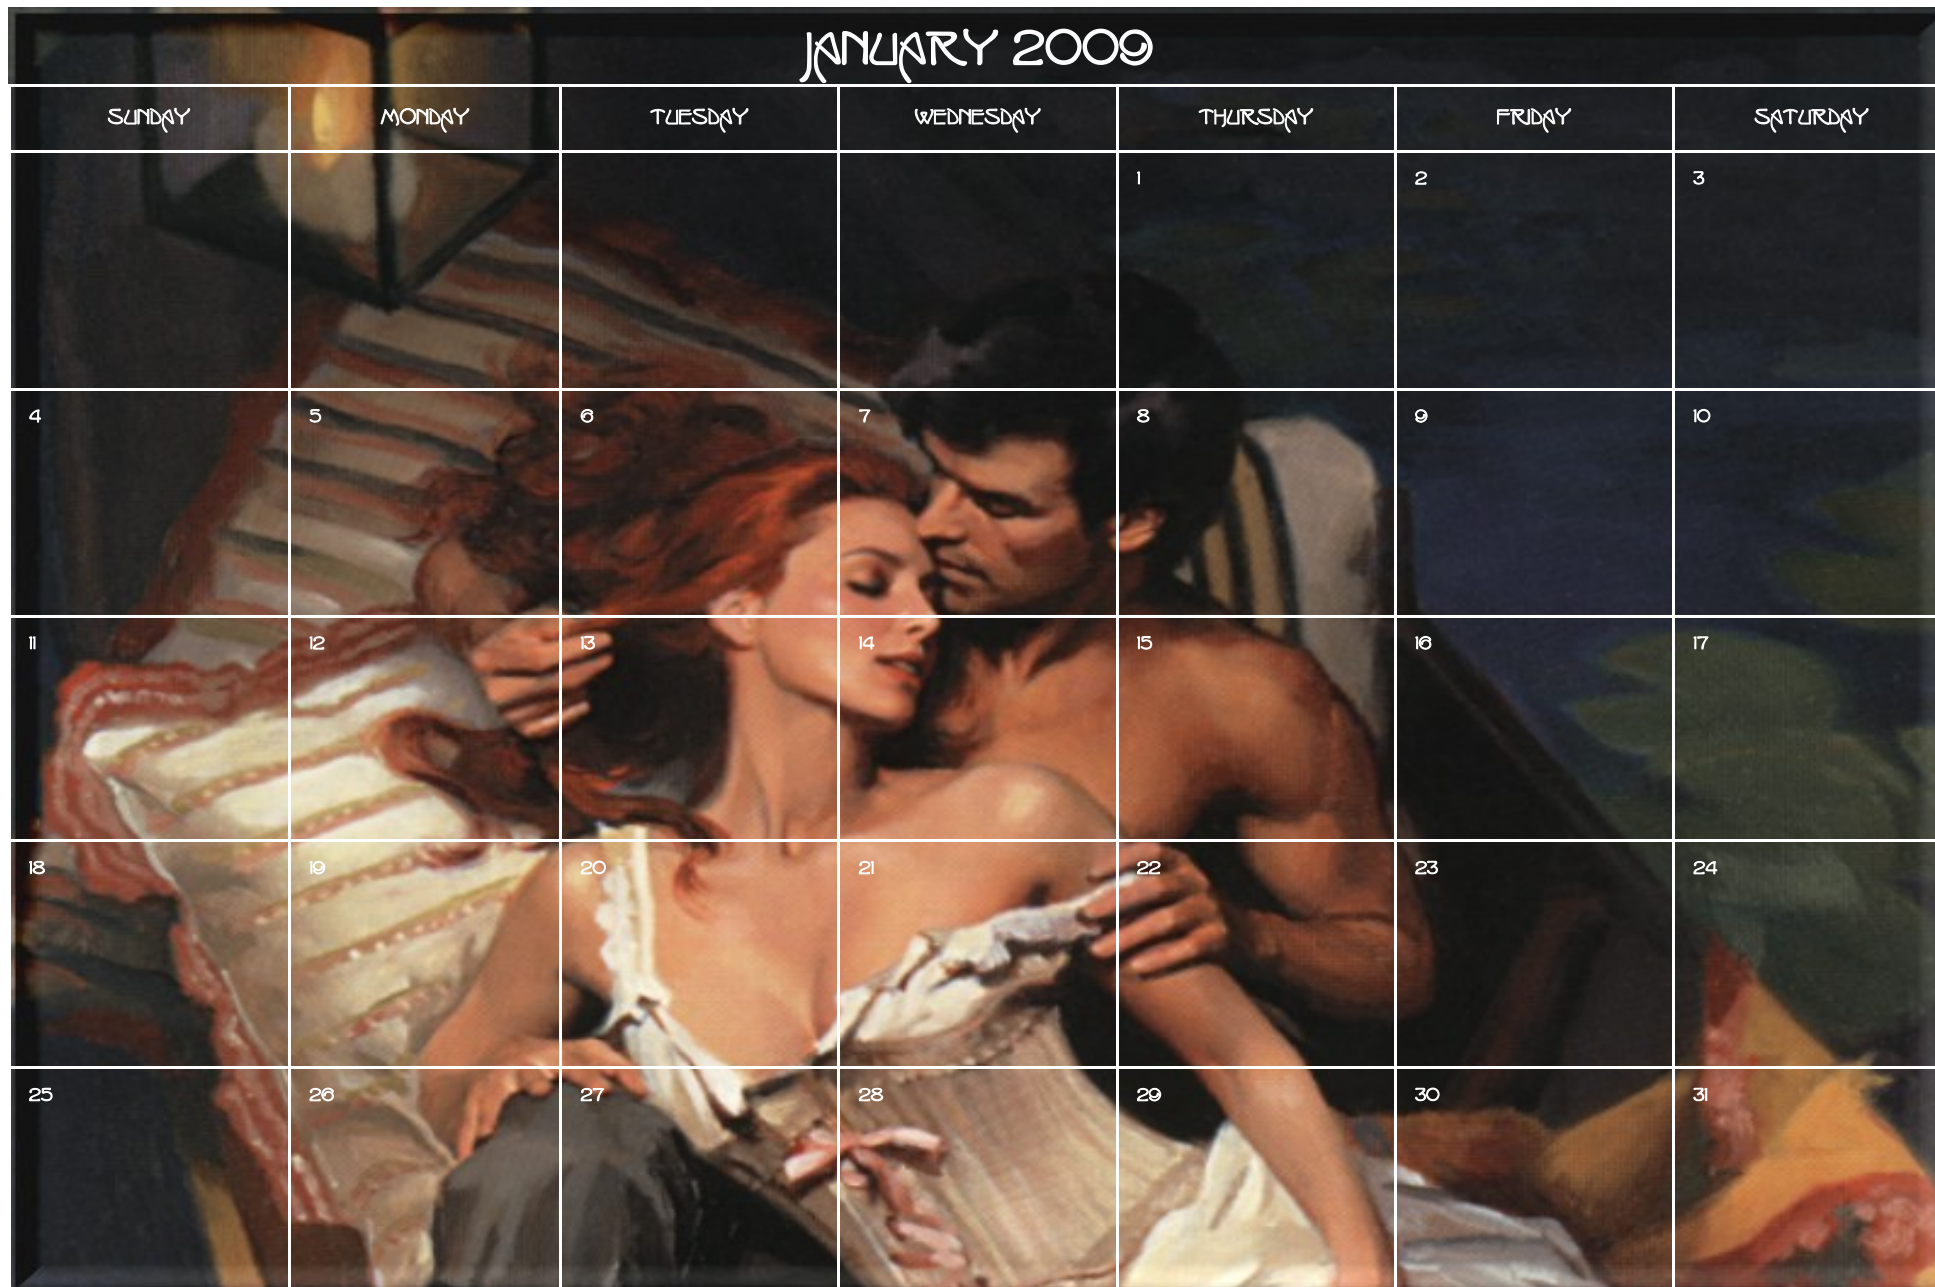 JANUARY 2009
SUNDAY MONDAY TUESDAY WEDNESDAY THURSDAY FRIDAY SATURDAY
1 2 3
4 5 6 7 8 9 10
11 12 13 14 15 16 17
18 19 20 21 22 23 24
25 26 27 28 29 30 31